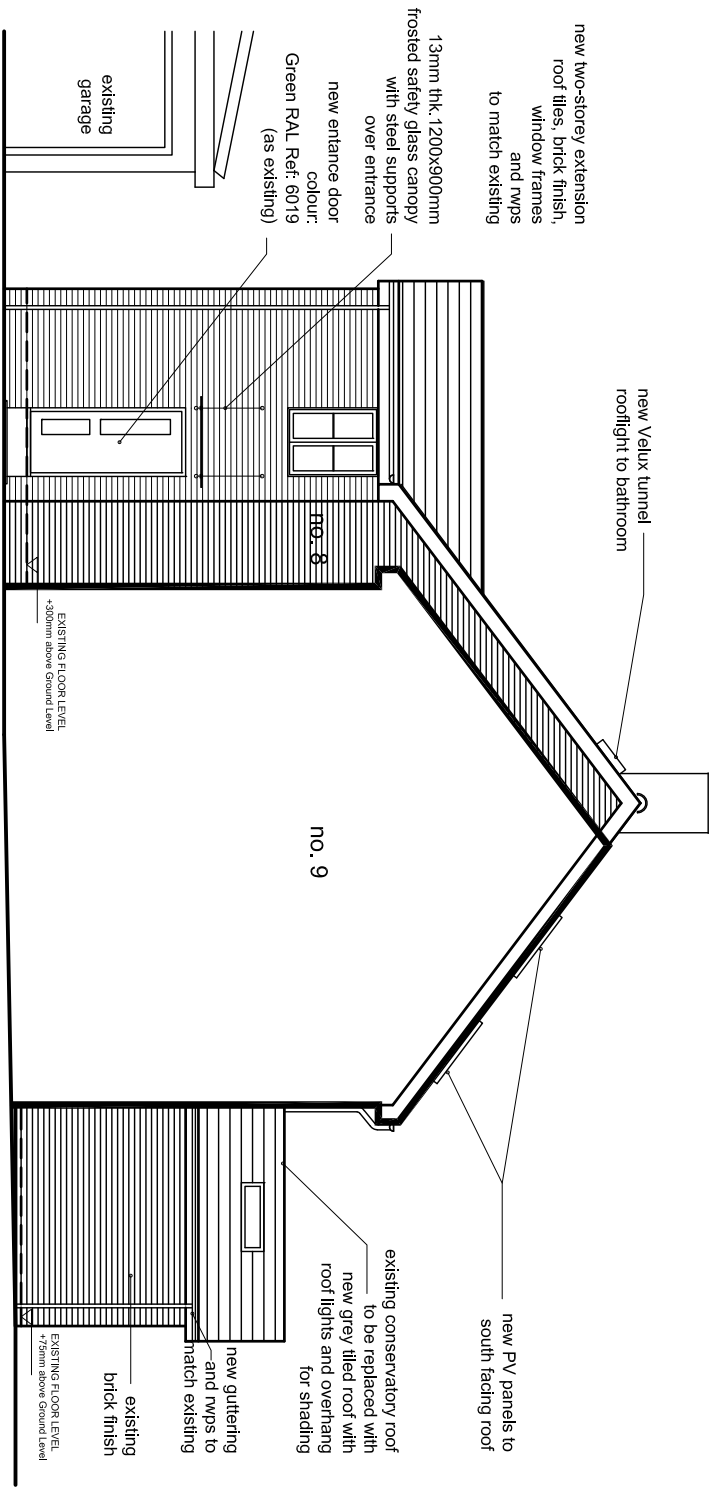 new two-storey extension
roof tiles, brick finish,
window frames
and rwps
to match existing
13mm thk.1200x900mm
frosted safety glass canopy
with steel supports
over entrance
new entance door
colour:
Green RAL Ref: 6019
(as existing)
existing
garage
new Velux tunnel
rooflight to bathroom
no. 8
EXISTING FLOOR LEVEL
+300mm above Ground Level
no. 9
new PV panels to
south facing roof
existing conservatory roof
to be replaced with
new grey tiled roof with
roof lights and overhang
for shading
new guttering
and rwps to
match existing
existing
brick finish
EXISTING FLOOR LEVEL
+75mm above Ground Level